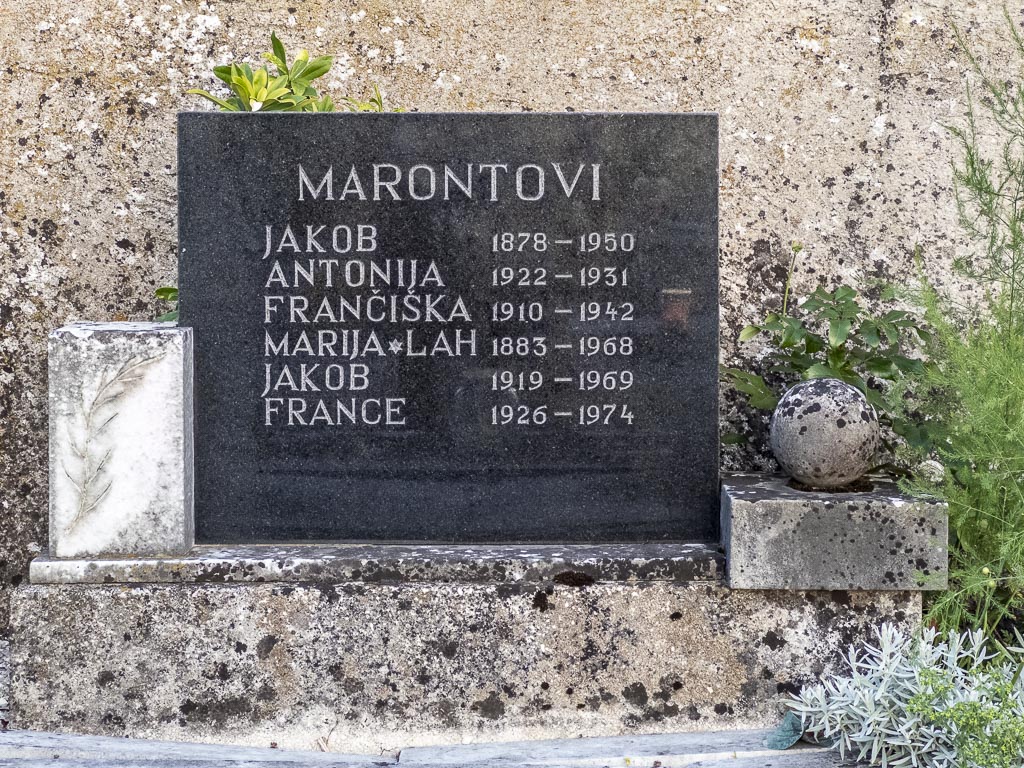 MARONTOVI
JAKOB 1878 – 1950
ANTONIJA 1922 – 1931
FRANČIŠKA 1910 – 1942
MARIJA * LAH 1883 – 1968
JAKOB 1919 – 1969
FRANCE 1926 – 1974